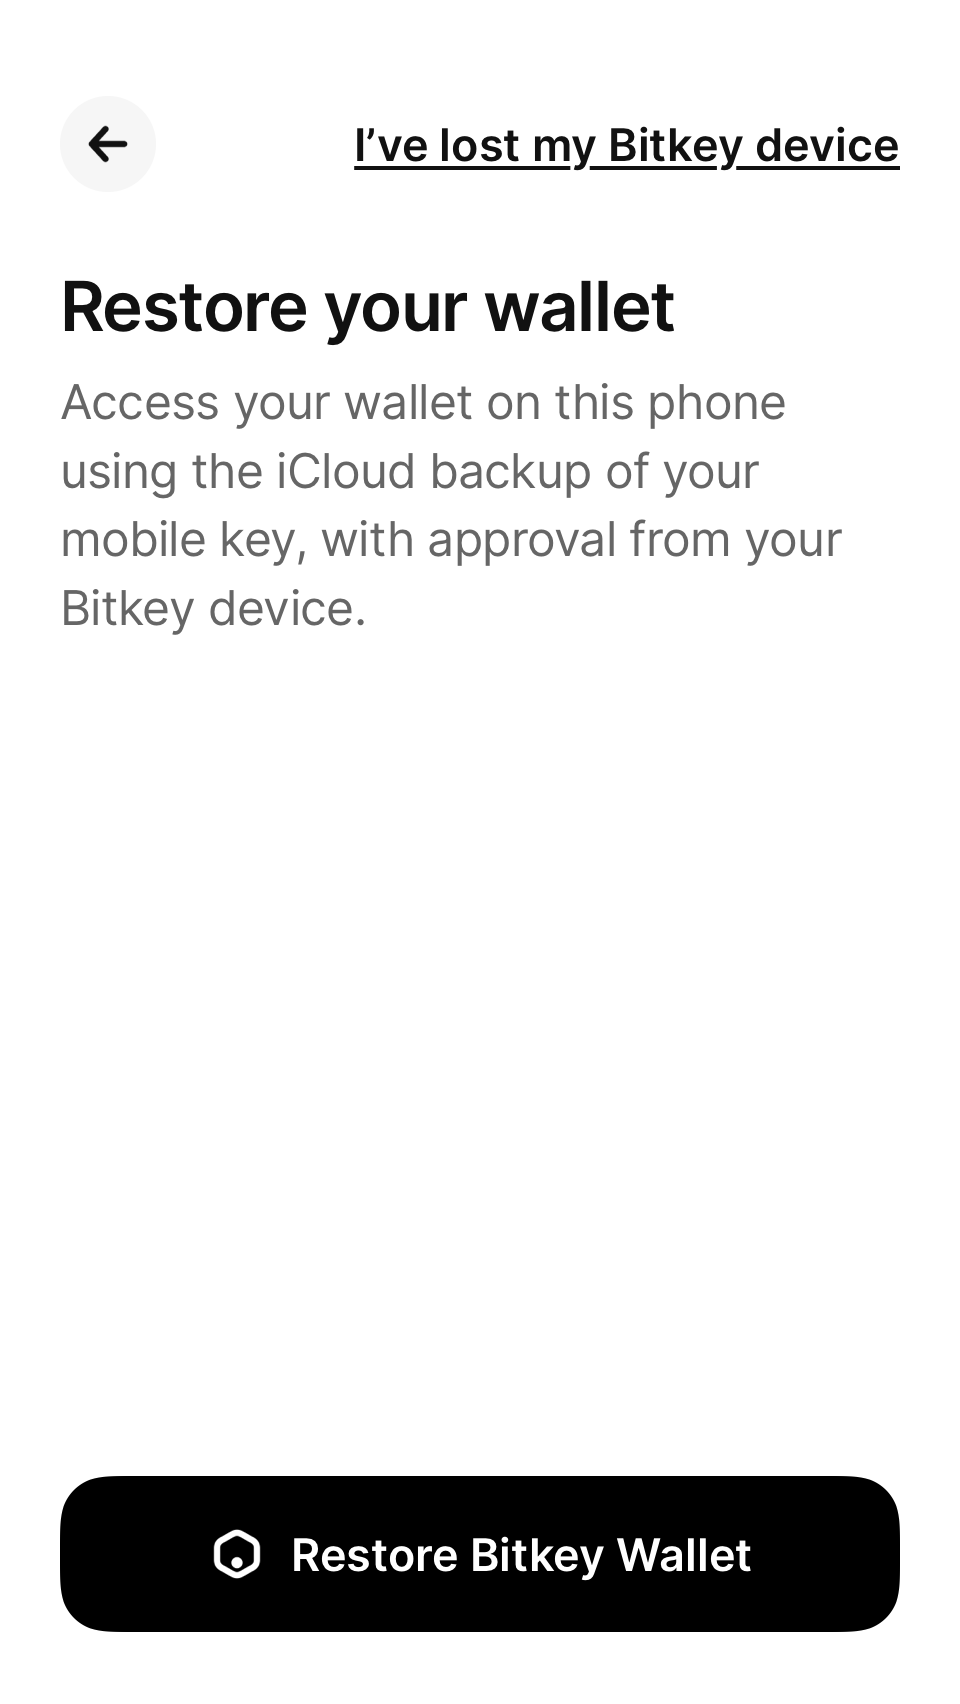 I’ve lost my Bitkey device
Restore your wallet
Access your wallet on this phone
using the iCloud backup of your
mobile key, with approval from your
Bitkey device.
Restore Bitkey Wallet